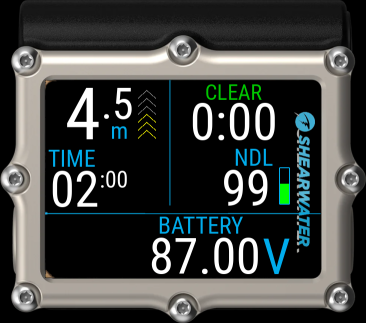 4.5 m
CLEAR
0:00
TIME
02:00
NDL
99
BATTERY
87.00V
SHEARWATER